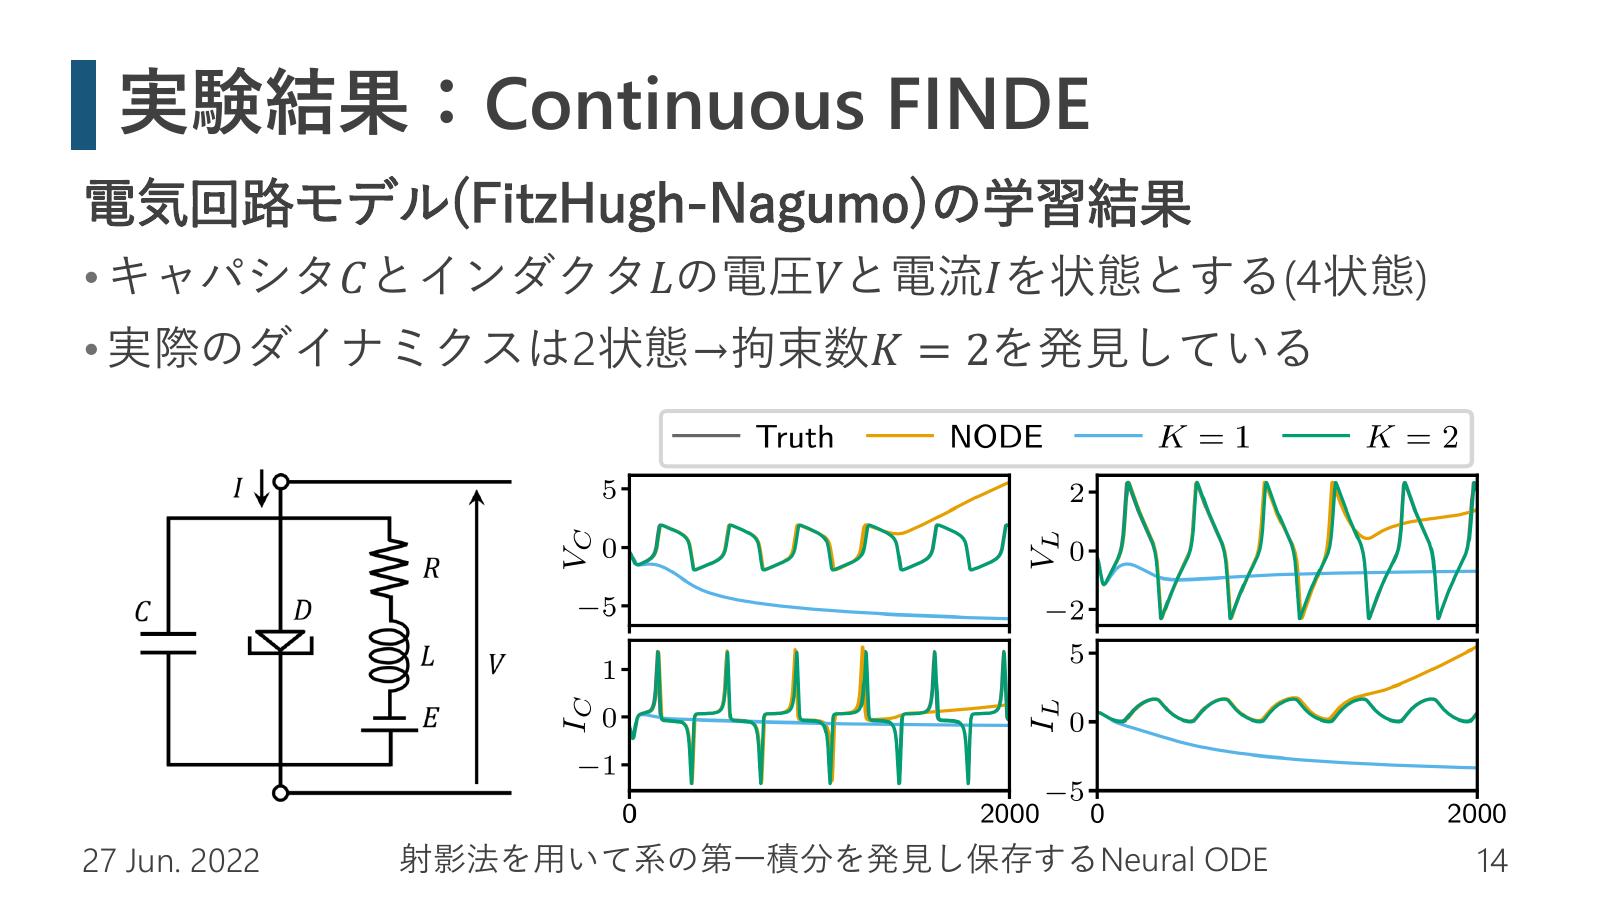 実験結果：Continuous FINDE
電気回路モデル(FitzHugh-Nagumo)の学習結果
•キャパシタCとインダクタLの電圧Vと電流Iを状態とする(4状態)
•実際のダイナミクスは2状態→拘束数K = 2を発見している
Truth NODE K = 1 K = 2
I
C
D
R
L
E
V
V_C
5
0
−5
V_L
2
0
−2
I_C
1
0
−1
0 2000
I_L
5
0
−5
0 2000
27 Jun. 2022 射影法を用いて系の第一積分を発見し保存するNeural ODE 14